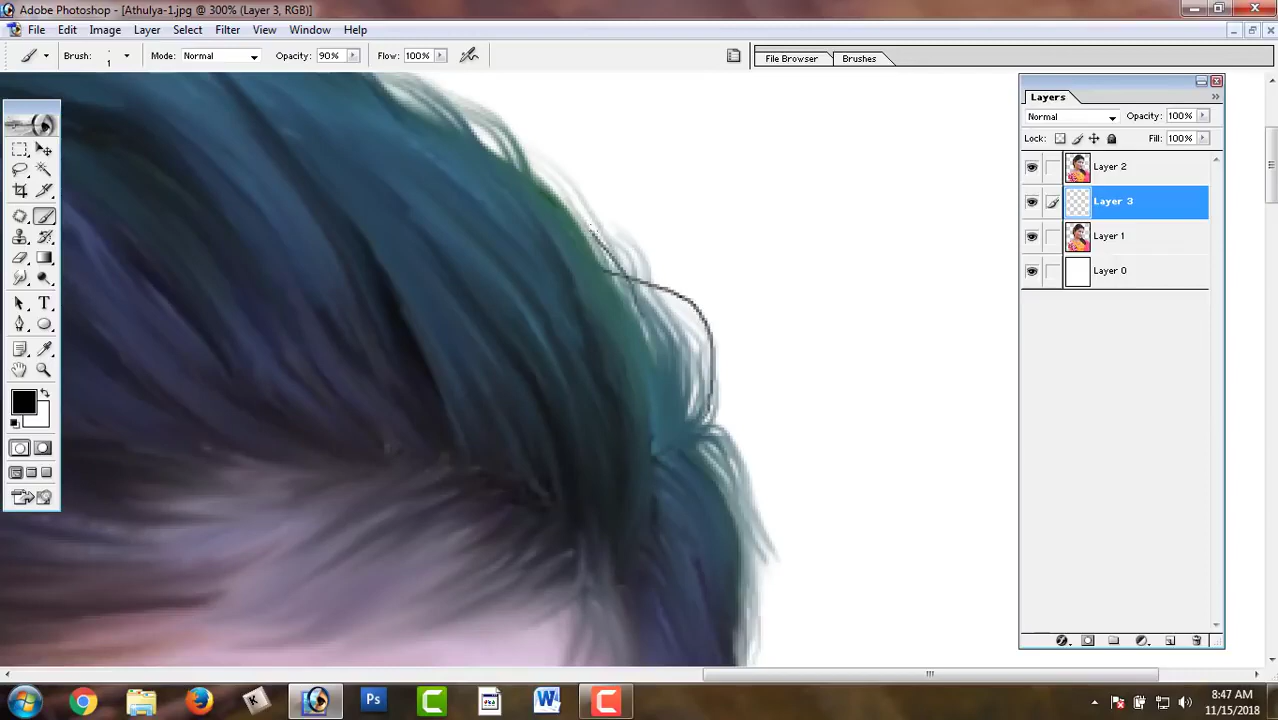 Adobe Photoshop - [Athulya-1.jpg @ 300% (Layer 3, RGB)]
File Edit Image Layer Select Filter View Window Help
Brush: 1 Mode: Normal Opacity: 90% Flow: 100% File Browser Brushes
Layers
Normal Opacity: 100%
Lock: Fill: 100%
Layer 2
Layer 3
Layer 1
Layer 0
T
K Ps C W C
8:47 AM
11/15/2018